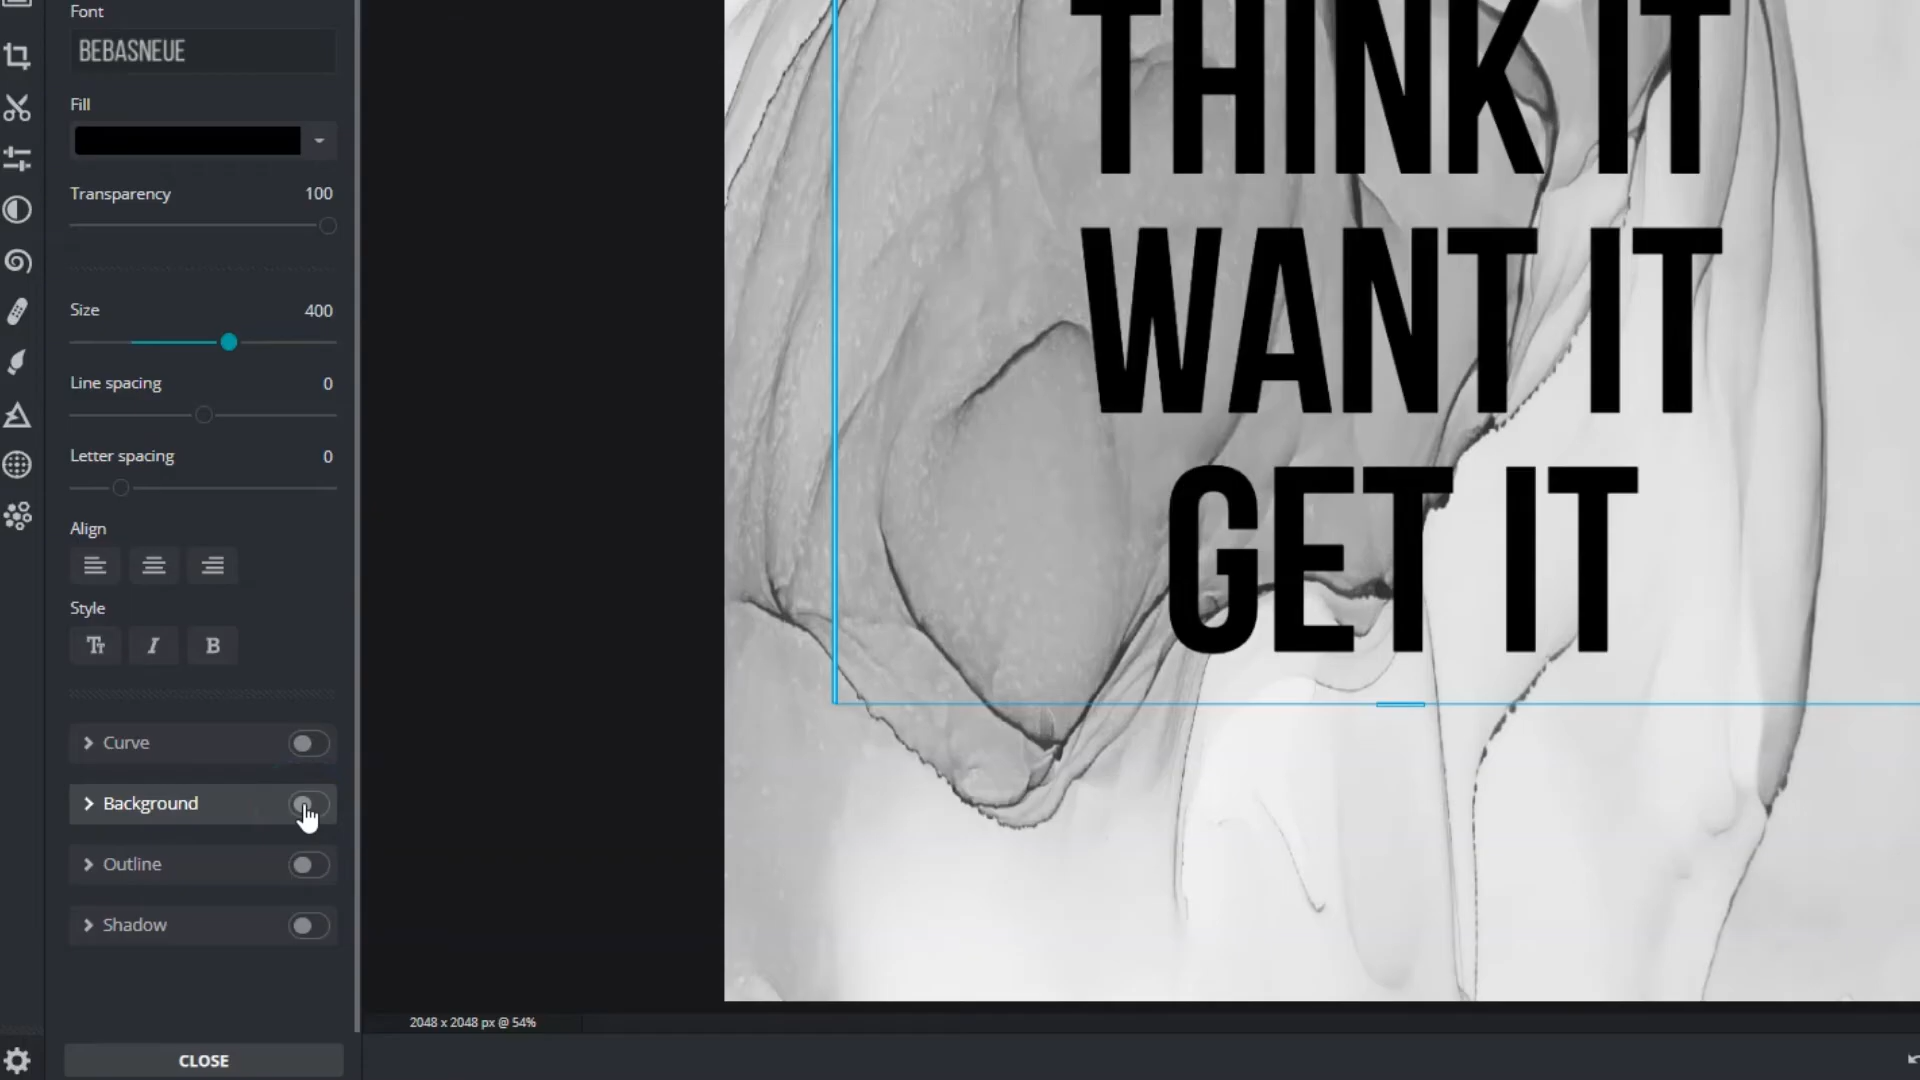 Font
BEBASNEUE
Fill
Transparency 100
Size 400
Line spacing 0
Letter spacing 0
Align
Style
Tт I B
Curve
Background
Outline
Shadow
CLOSE
THINK IT
WANT IT
GET IT
2048 x 2048 px @ 54%